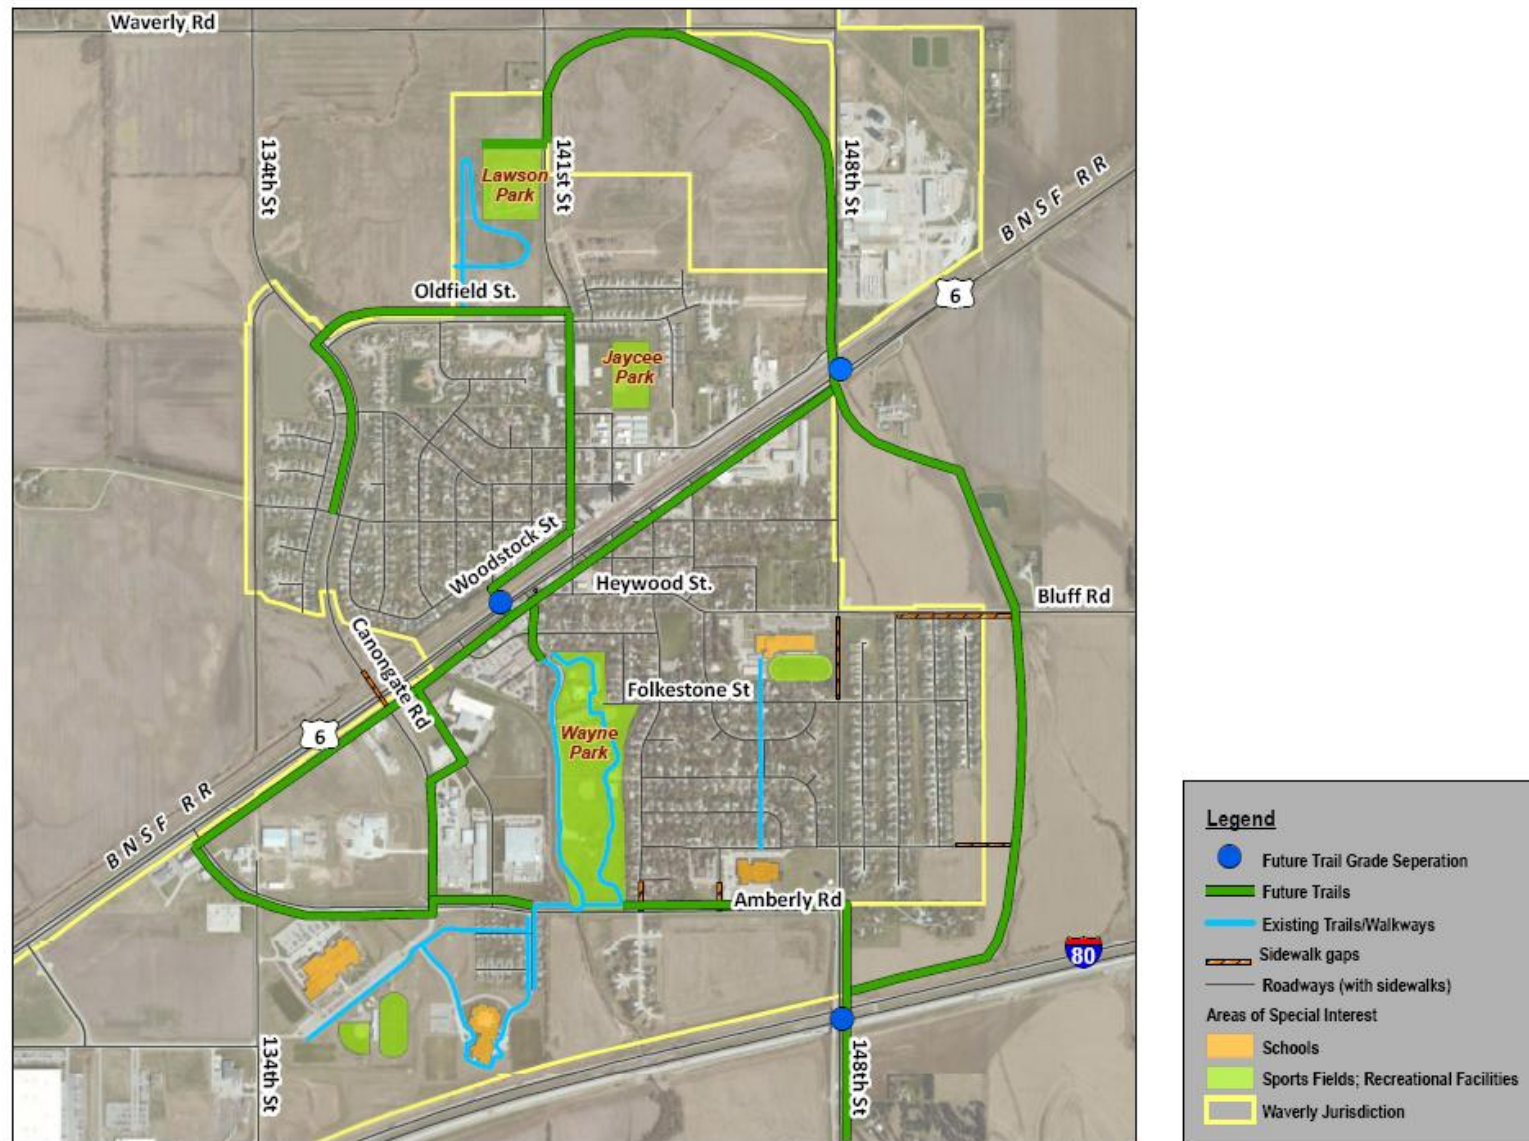 Waverly Rd
134th St
141st St
148th St
Lawson
Park
BNSF RR
6
Oldfield St.
Jaycee
Park
Woodstock St
Heywood St.
Bluff Rd
Canongate Rd
Folkestone St
6
Wayne
Park
BNSF RR
Amberly Rd
80
134th St
148th St
Legend
Future Trail Grade Seperation
Future Trails
Existing Trails/Walkways
Sidewalk gaps
Roadways (with sidewalks)
Areas of Special Interest
Schools
Sports Fields; Recreational Facilities
Waverly Jurisdiction